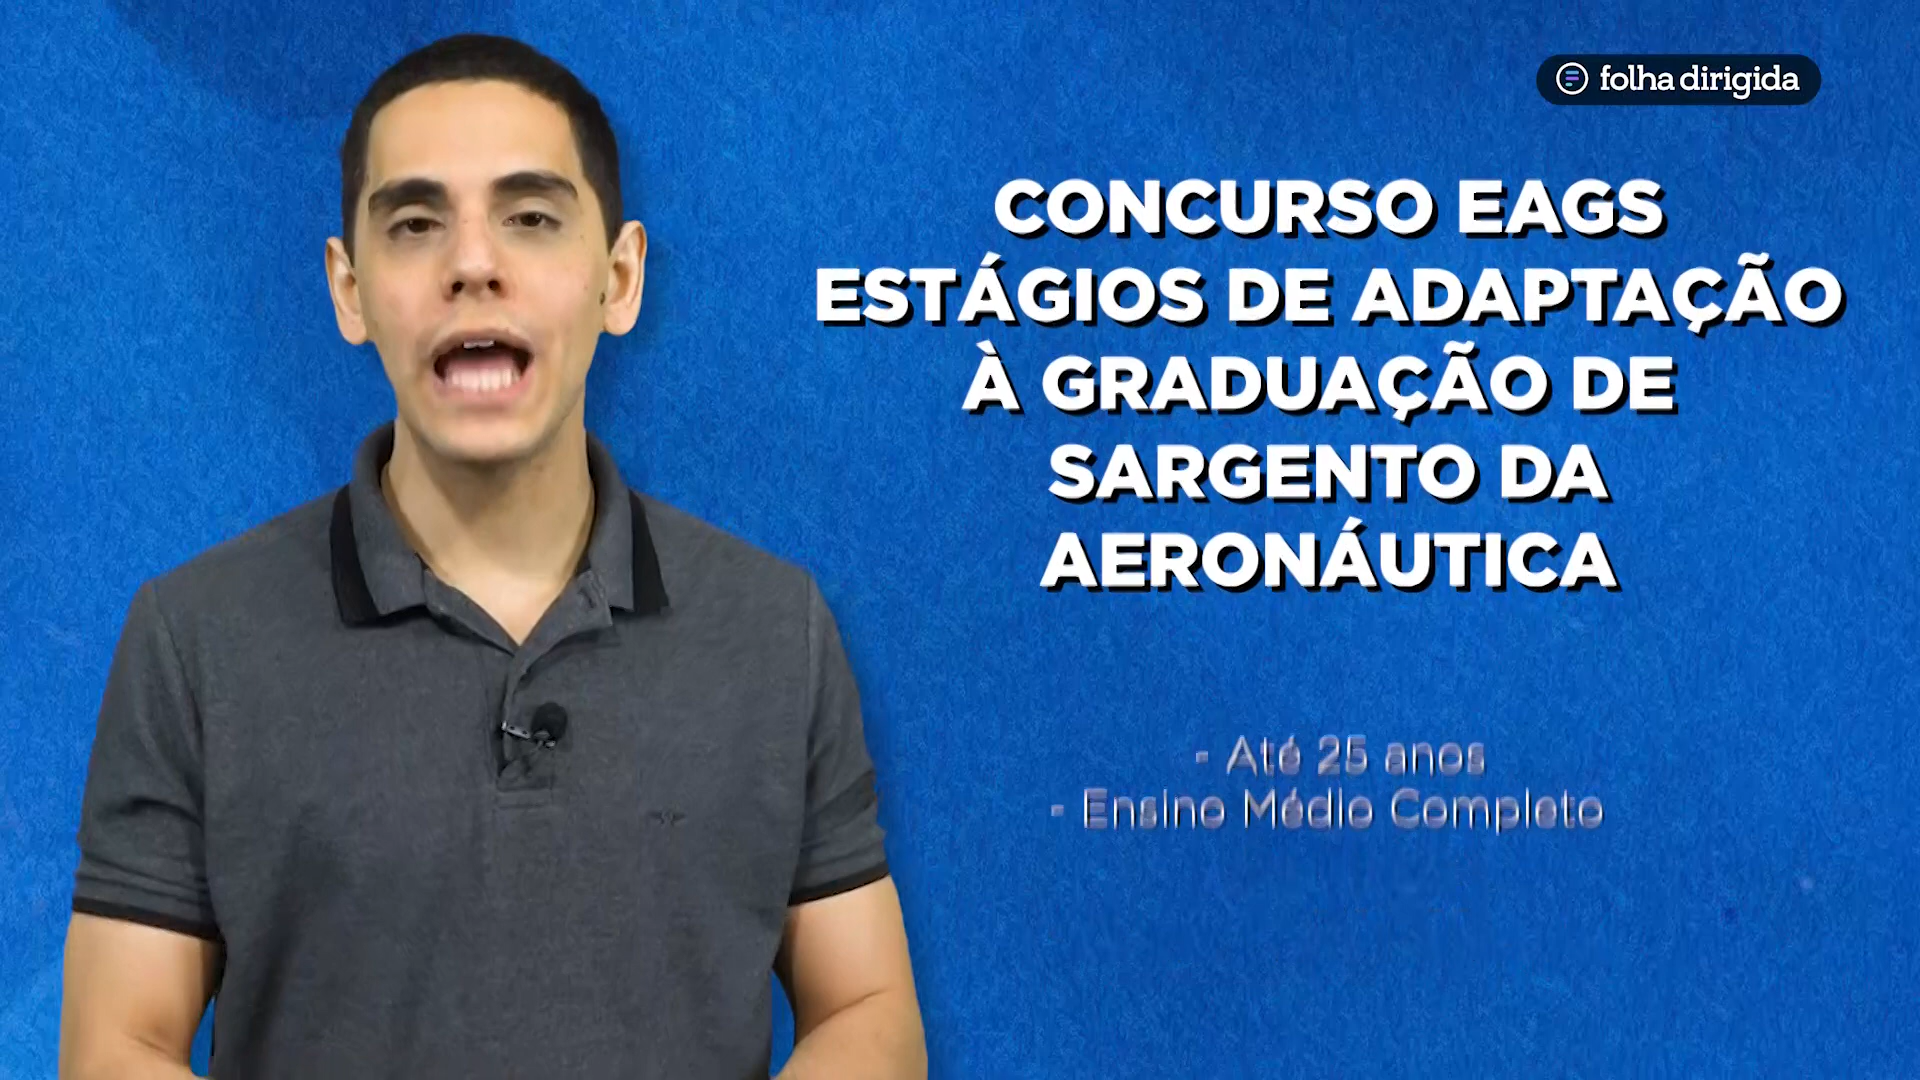 folha dirigida
CONCURSO EAGS
ESTÁGIOS DE ADAPTAÇÃO
À GRADUAÇÃO DE
SARGENTO DA
AERONÁUTICA
- Até 25 anos
- Ensino Médio Completo